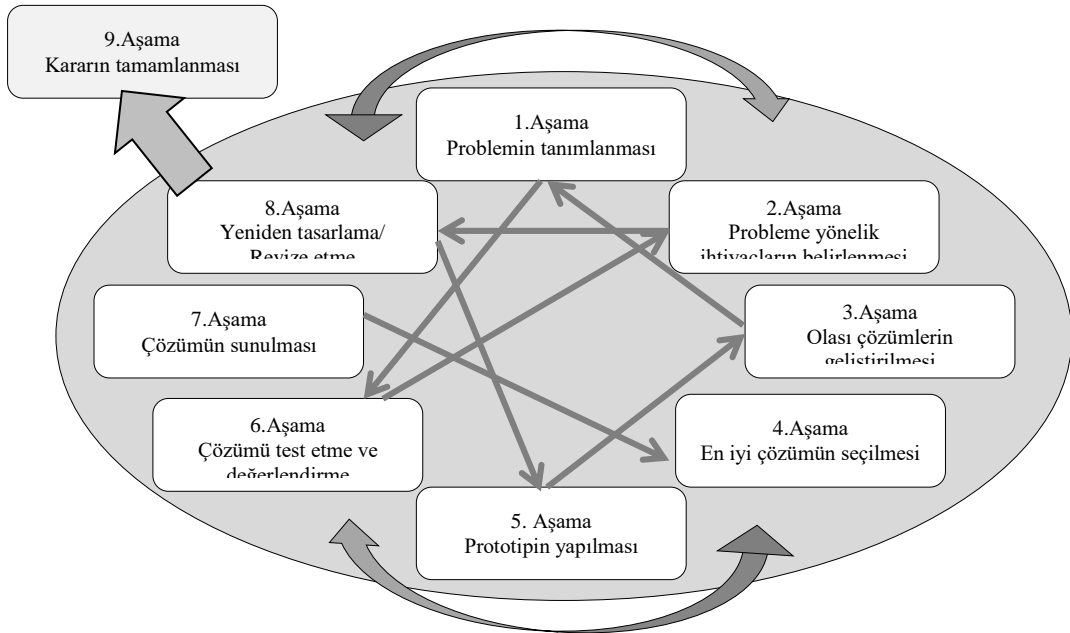 9.Aşama
Kararın tamamlanması
1.Aşama
Problemin tanımlanması
2.Aşama
Probleme yönelik
ihtiyaçların belirlenmesi
3.Aşama
Olası çözümlerin
geliştirilmesi
4.Aşama
En iyi çözümün seçilmesi
5. Aşama
Prototipin yapılması
6.Aşama
Çözümü test etme ve
değerlendirme
7.Aşama
Çözümün sunulması
8.Aşama
Yeniden tasarlama/
Revize etme